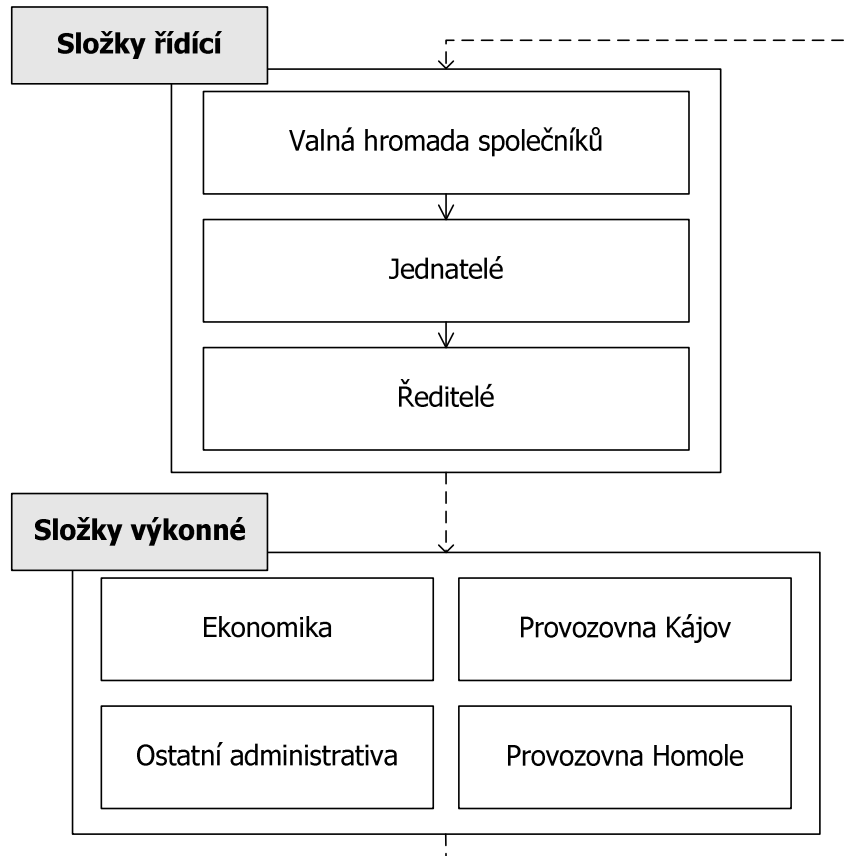 Složky řídící
Valná hromada společníků
Jednatelé
Ředitelé
Složky výkonné
Ekonomika
Provozovna Kájov
Ostatní administrativa
Provozovna Homole